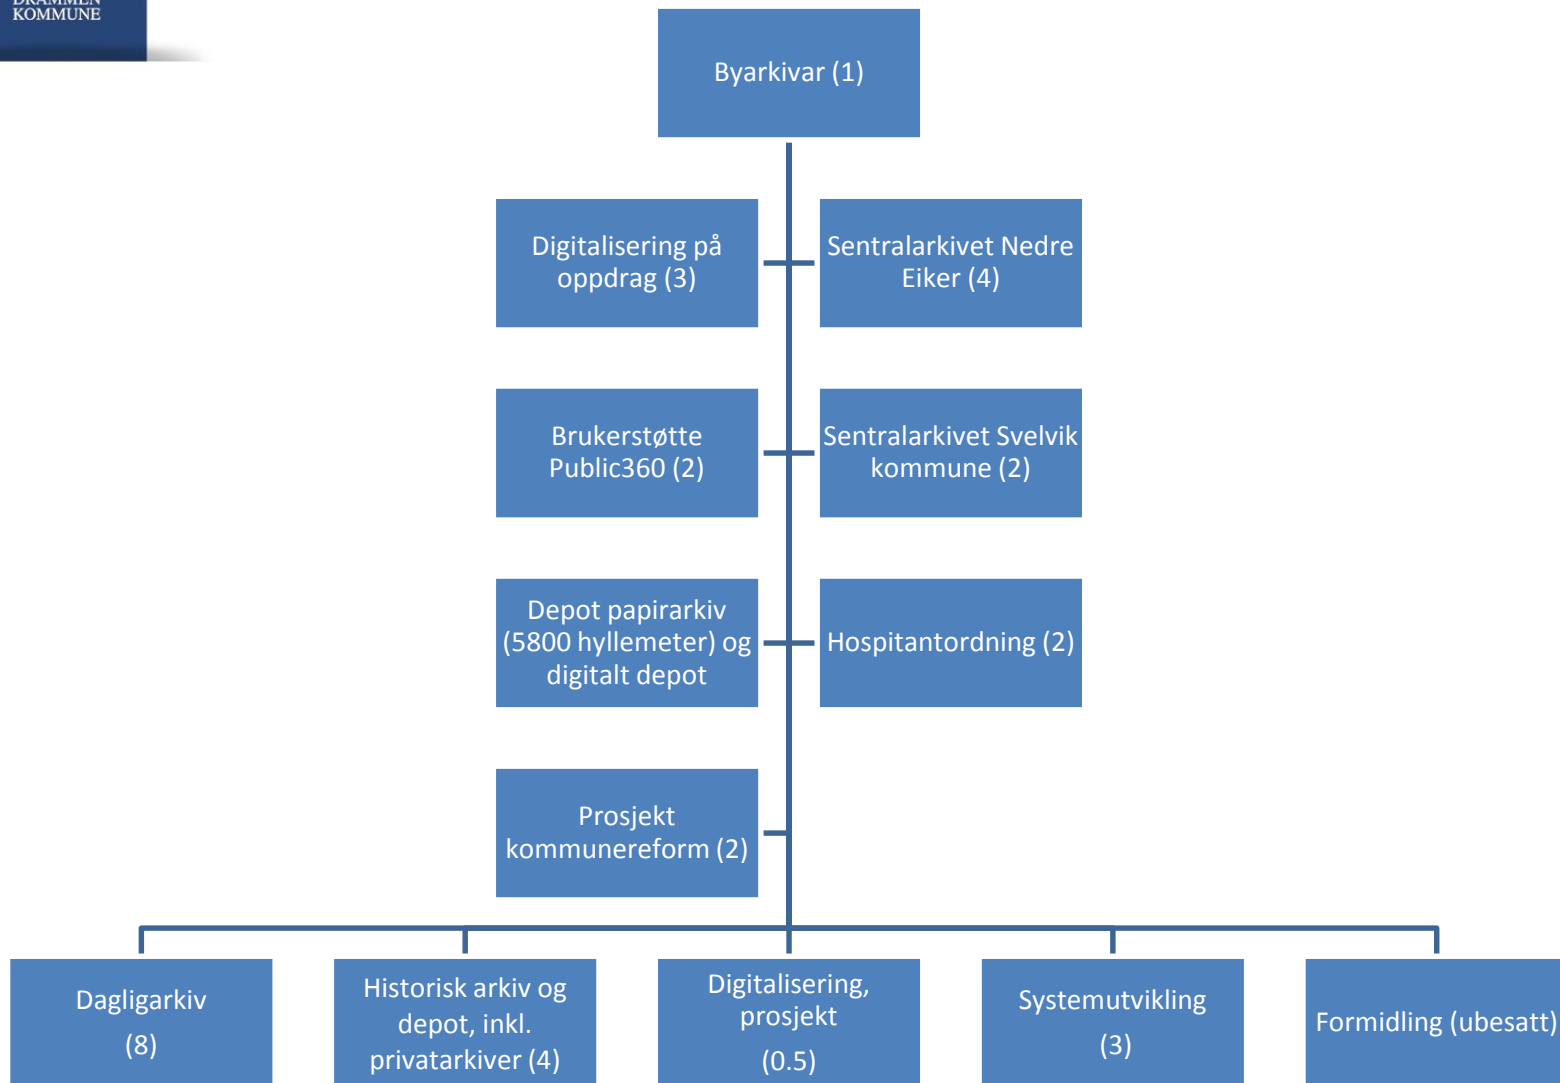 DRAMMEN
KOMMUNE
Byarkivar (1)
Digitalisering på
oppdrag (3)
Sentralarkivet Nedre
Eiker (4)
Brukerstøtte
Public360 (2)
Sentralarkivet Svelvik
kommune (2)
Depot papirarkiv
(5800 hyllemeter) og
digitalt depot
Hospitantordning (2)
Prosjekt
kommunereform (2)
Dagligarkiv
(8)
Historisk arkiv og
depot, inkl.
privatarkiver (4)
Digitalisering,
prosjekt
(0.5)
Systemutvikling
(3)
Formidling (ubesatt)